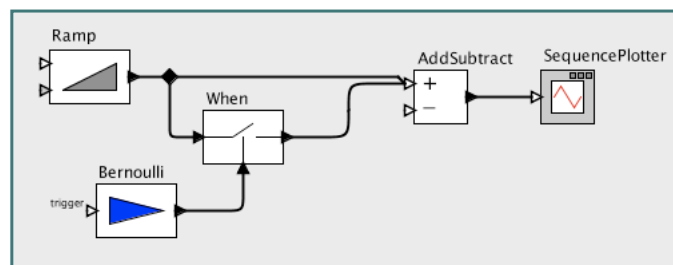 Ramp
AddSubtract
SequencePlotter
+
When
−
Bernoulli
trigger